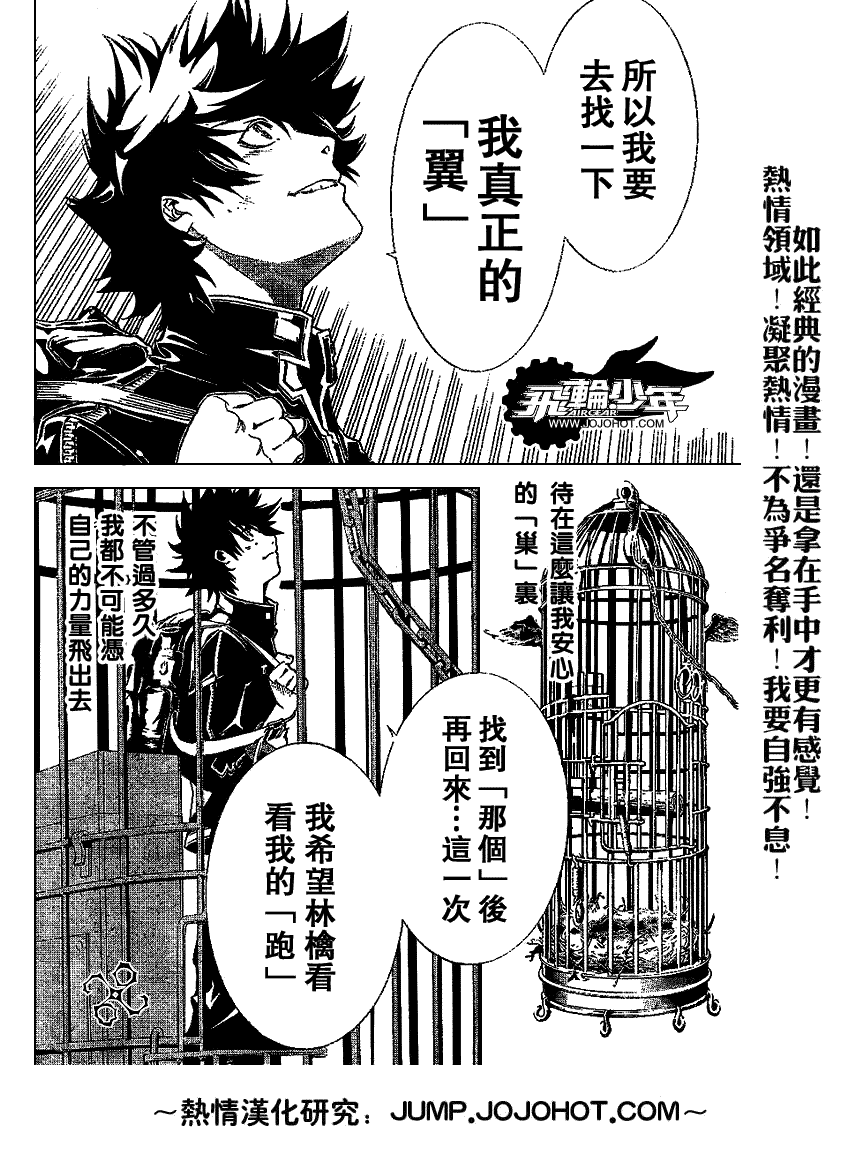 所以我要
去找一下
我真正的
「翼」
飛輪少年
AIR GEAR
WWW.JOJOHOT.COM
如此經典的漫畫！還是拿在手中才更有感覺！
熱情領域！凝聚熱情！不為爭名奪利！我要自強不息！
待在這麼讓我安心
的「巢」裏
不管過多久
我都不可能憑
自己的力量飛出去
找到「那個」後
再回來…這一次
我希望林檎看
看我的「跑」
～熱情漢化研究：JUMP.JOJOHOT.COM～